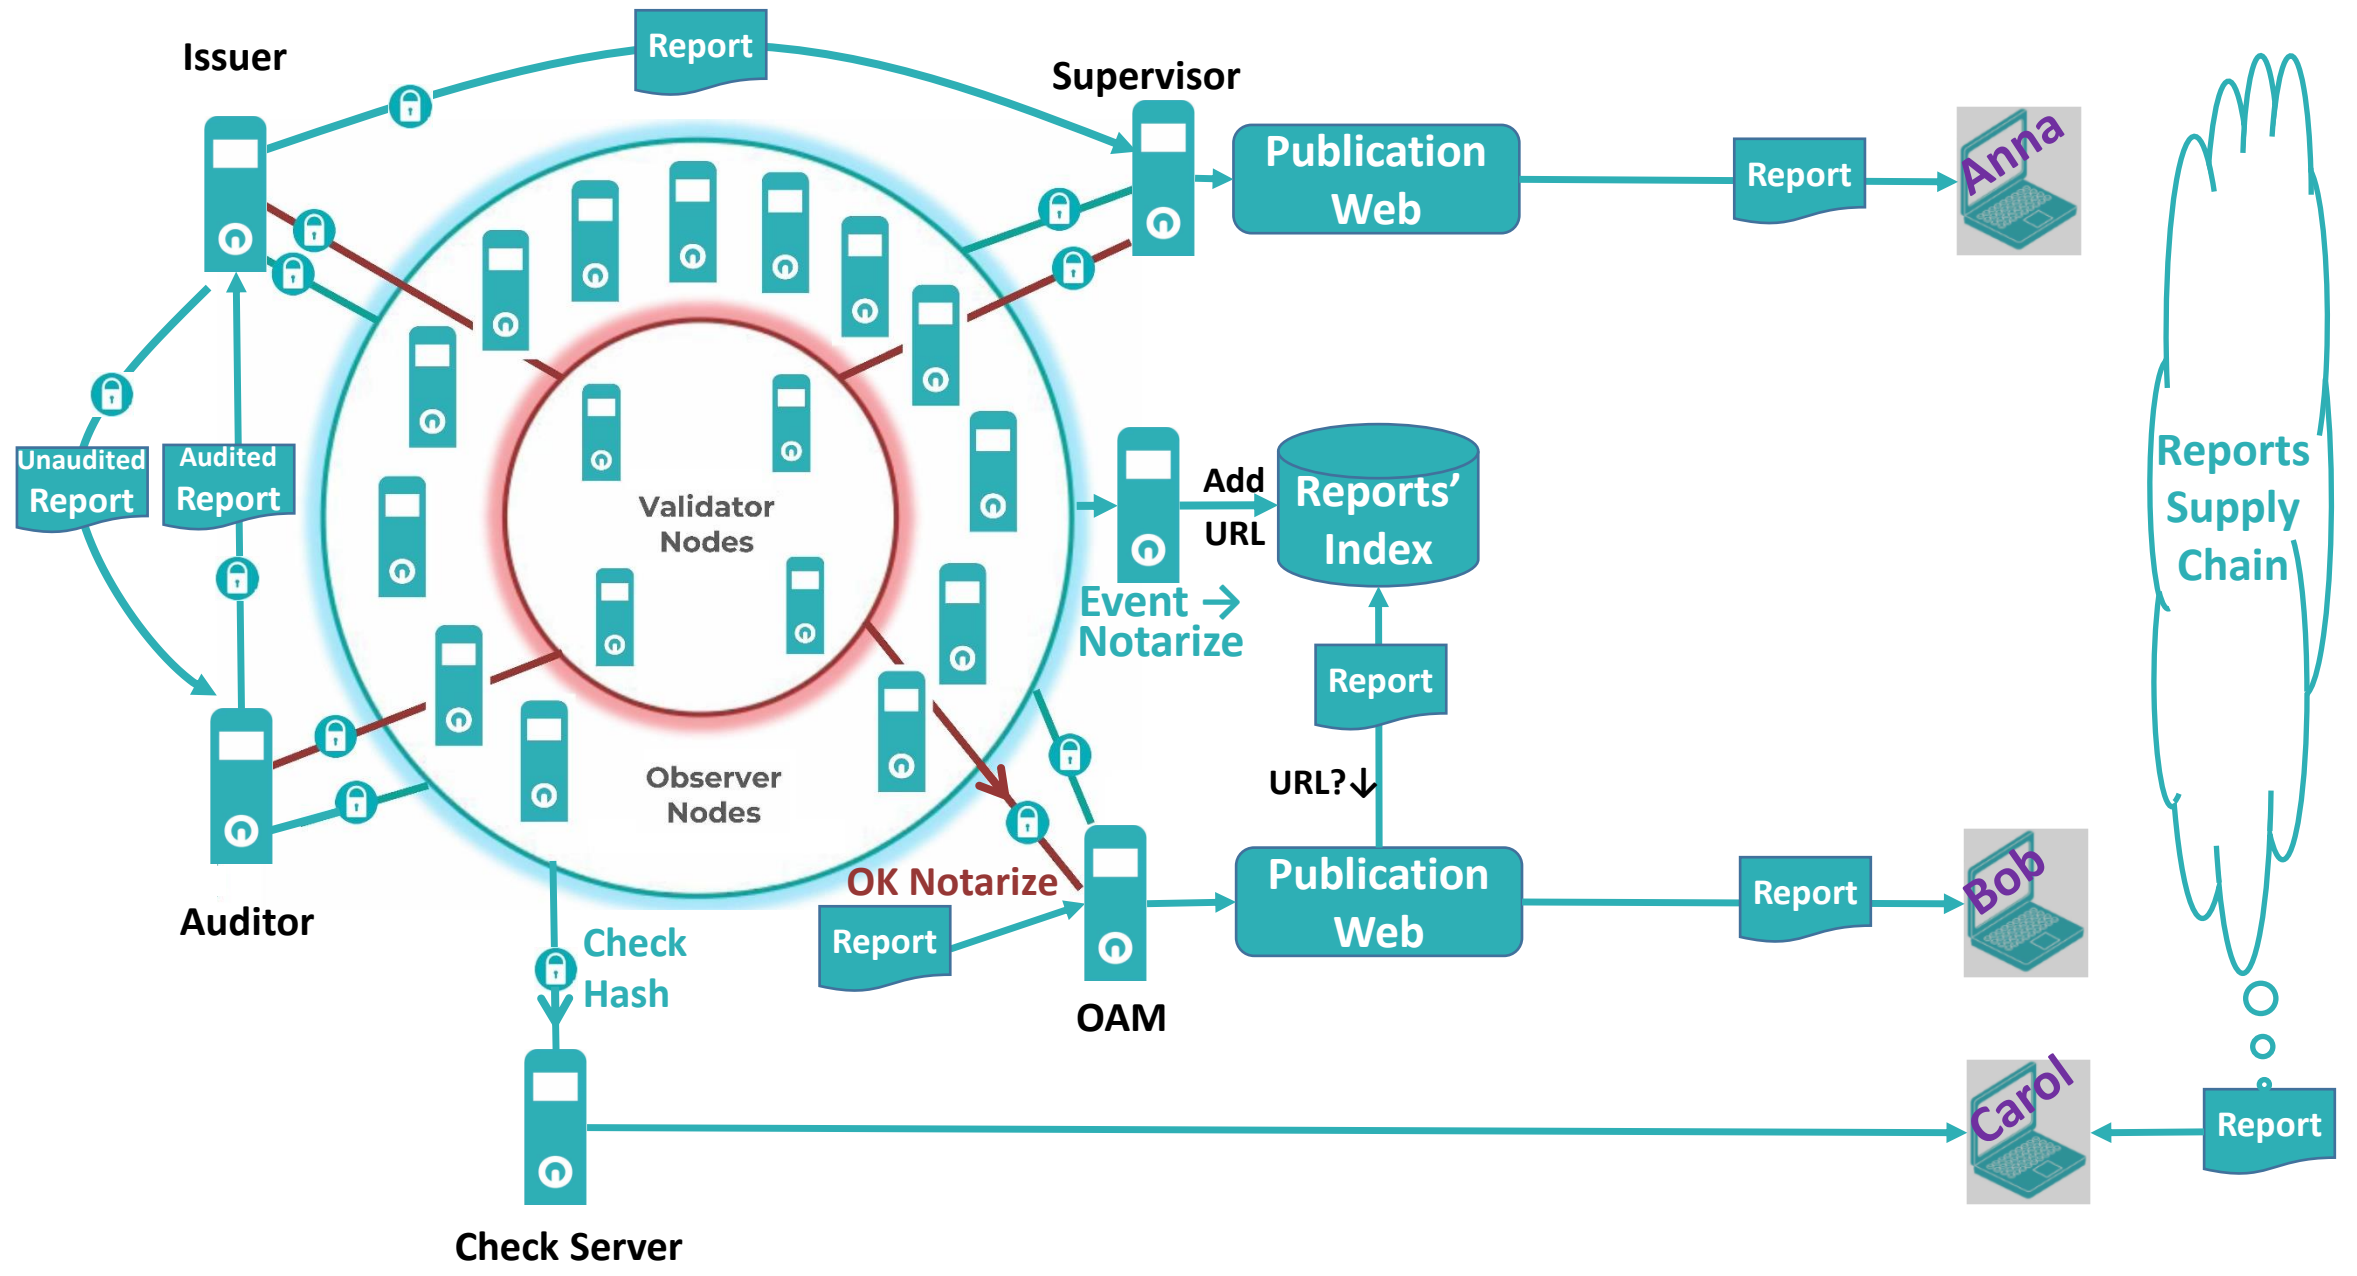 Issuer
Report
Supervisor
Publication
Web
Report
Anna
Unaudited
Report
Audited
Report
Validator
Nodes
Add
URL
Reports’
Index
Event →
Notarize
Report
URL?↓
Reports
Supply
Chain
Observer
Nodes
OK Notarize
Report
OAM
Publication
Web
Report
Bob
Auditor
Check
Hash
Carol
Report
Check Server